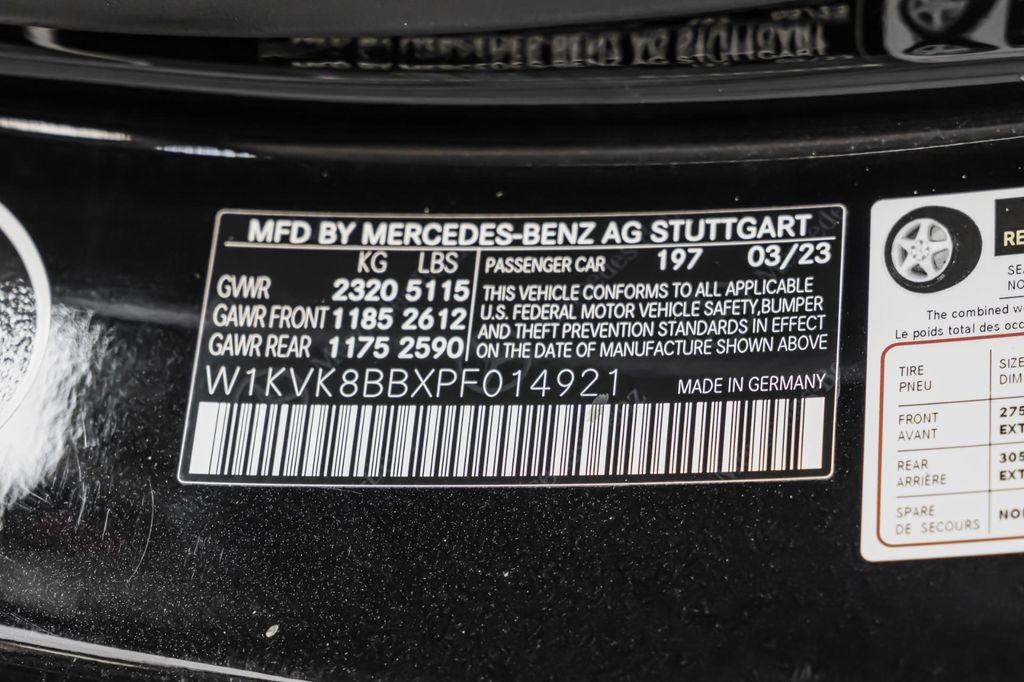 MFD BY MERCEDES-BENZ AG STUTTGART
KG LBS
GVWR 2320 5115
GAWR FRONT 1185 2612
GAWR REAR 1175 2590
PASSENGER CAR 197 03/23
THIS VEHICLE CONFORMS TO ALL APPLICABLE
U.S. FEDERAL MOTOR VEHICLE SAFETY,BUMPER
AND THEFT PREVENTION STANDARDS IN EFFECT
ON THE DATE OF MANUFACTURE SHOWN ABOVE
W1KVK8BBXPF014921
MADE IN GERMANY
The combined
Le poids total des
TIRE
PNEU
FRONT
AVANT
275
EXT
REAR
ARRIÈRE
305
EXT
SPARE
DE SECOURS